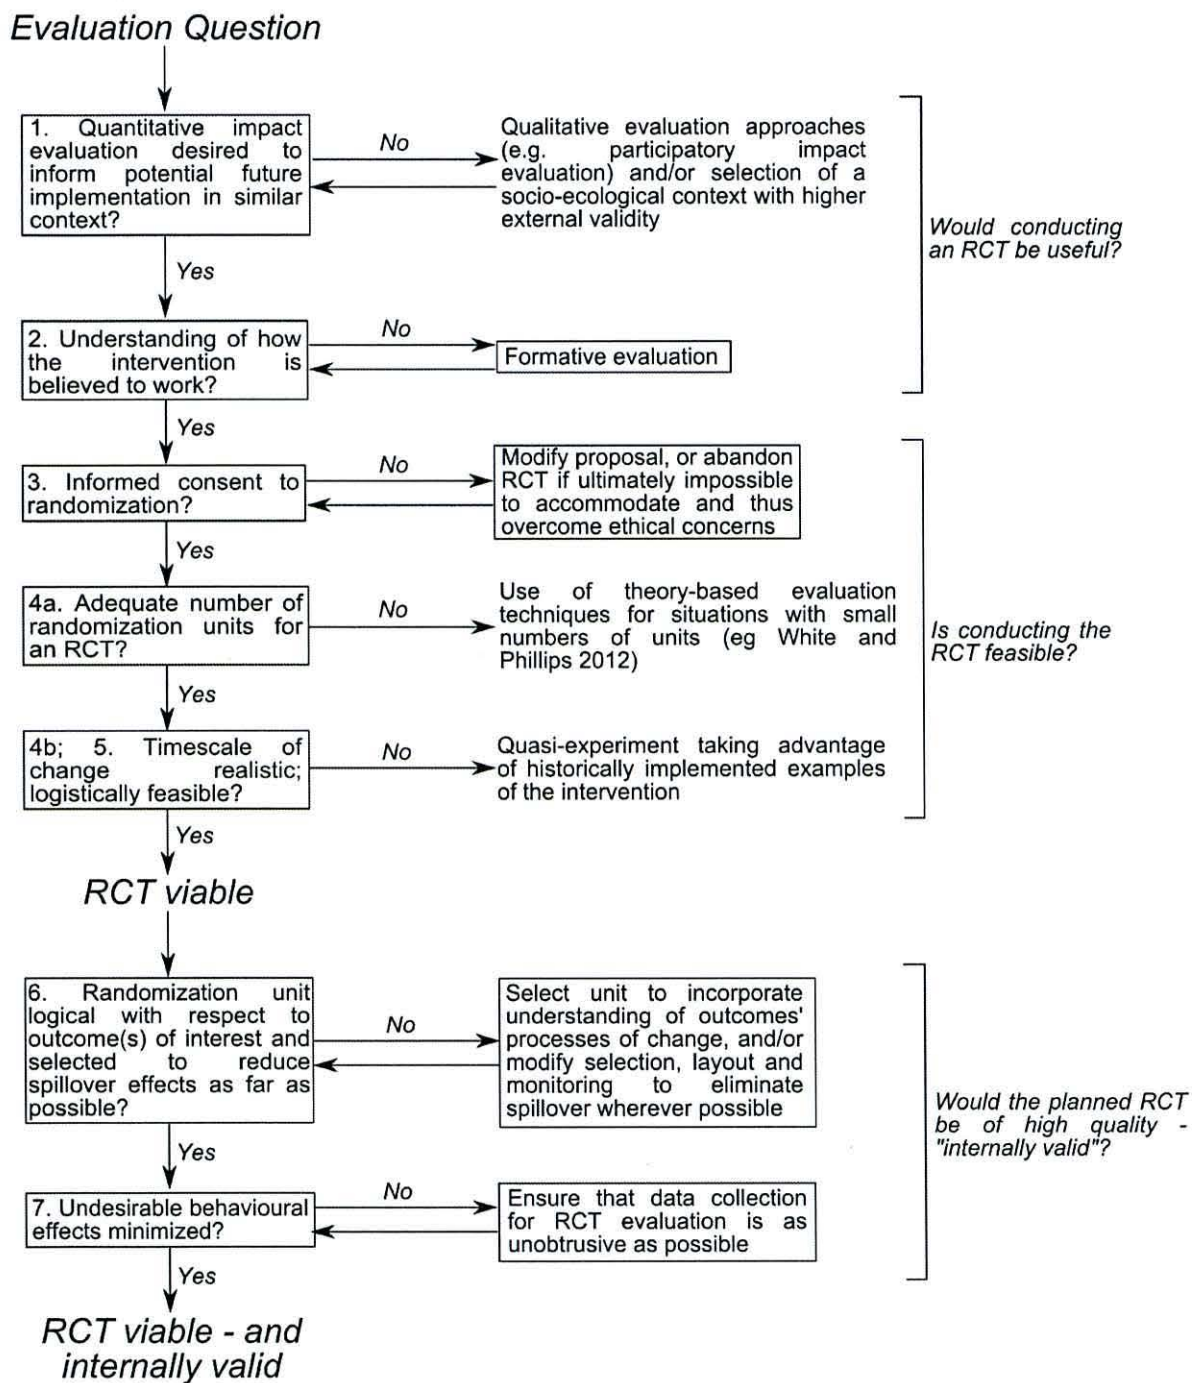 Evaluation Question
1. Quantitative impact
evaluation desired to
inform potential future
implementation in similar
context?
No
Qualitative evaluation approaches
(e.g. participatory impact
evaluation) and/or selection of a
socio-ecological context with higher
external validity
Would conducting
an RCT be useful?
Yes
2. Understanding of how
the intervention is
believed to work?
No
Formative evaluation
Yes
3. Informed consent to
randomization?
No
Modify proposal, or abandon
RCT if ultimately impossible
to accommodate and thus
overcome ethical concerns
Yes
4a. Adequate number of
randomization units for
an RCT?
No
Use of theory-based evaluation
techniques for situations with small
numbers of units (eg White and
Phillips 2012)
Is conducting the
RCT feasible?
Yes
4b; 5. Timescale of
change realistic;
logistically feasible?
No
Quasi-experiment taking advantage
of historically implemented examples
of the intervention
Yes
RCT viable
6. Randomization unit
logical with respect to
outcome(s) of interest and
selected to reduce
spillover effects as far as
possible?
No
Select unit to incorporate
understanding of outcomes'
processes of change, and/or
modify selection, layout and
monitoring to eliminate
spillover wherever possible
Would the planned RCT
be of high quality -
"internally valid"?
Yes
7. Undesirable behavioural
effects minimized?
No
Ensure that data collection
for RCT evaluation is as
unobtrusive as possible
Yes
RCT viable - and
internally valid